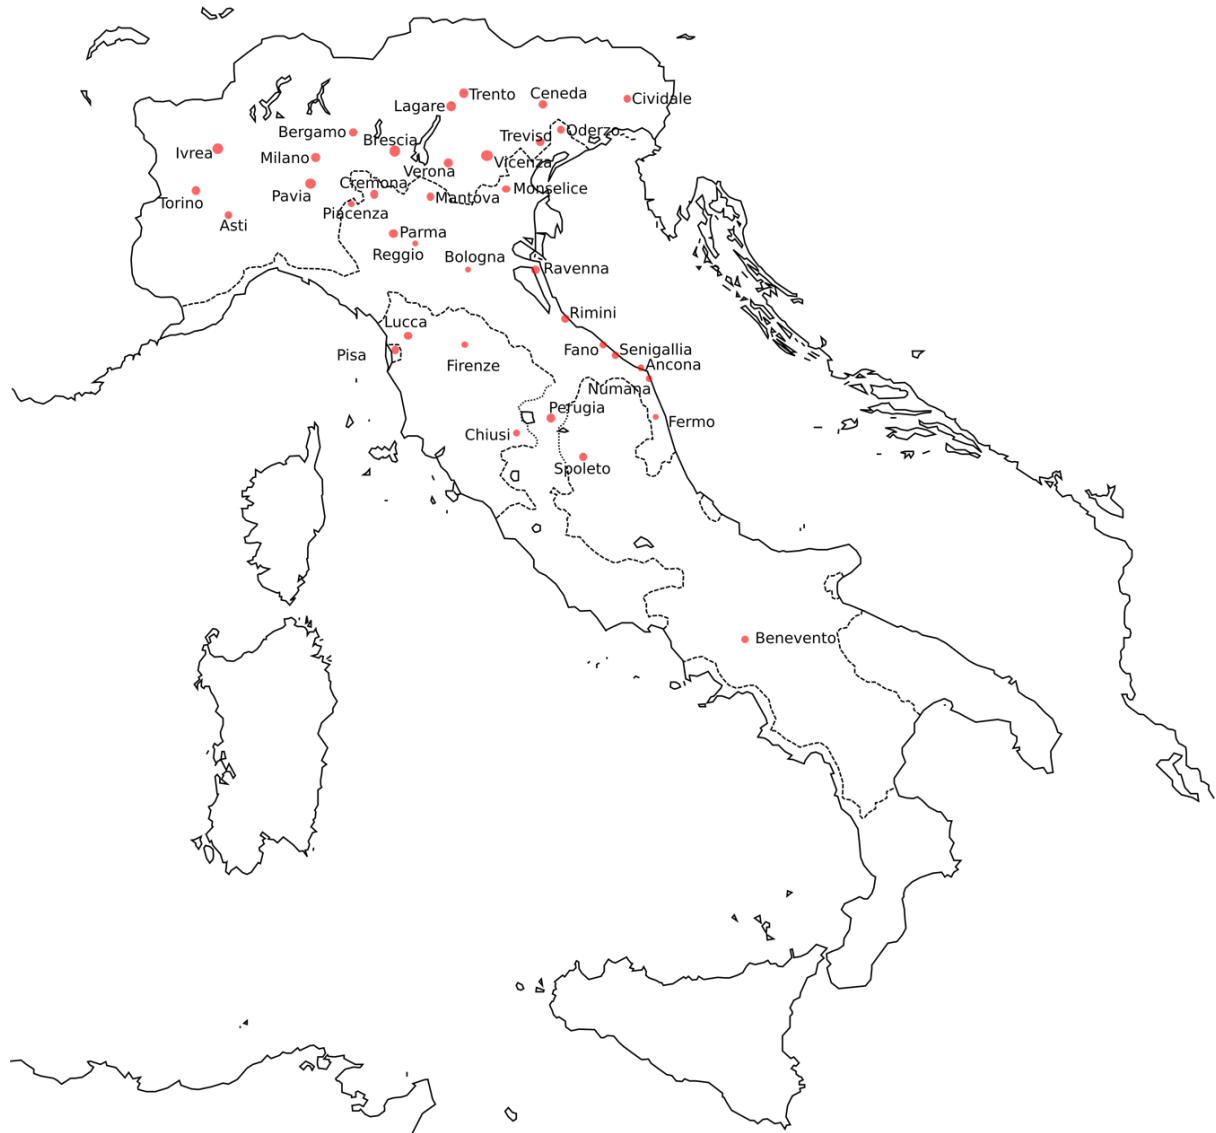 Trento
Ceneda
Cividale
Lagare
Bergamo
Brescia
Treviso
Oderzo
Ivrea
Milano
Verona
Vicenza
Cremona
Monselice
Torino
Pavia
Mantova
Piacenza
Asti
Parma
Reggio
Bologna
Ravenna
Lucca
Rimini
Pisa
Firenze
Fano
Senigallia
Ancona
Numana
Perugia
Fermo
Chiusi
Spoleto
Benevento